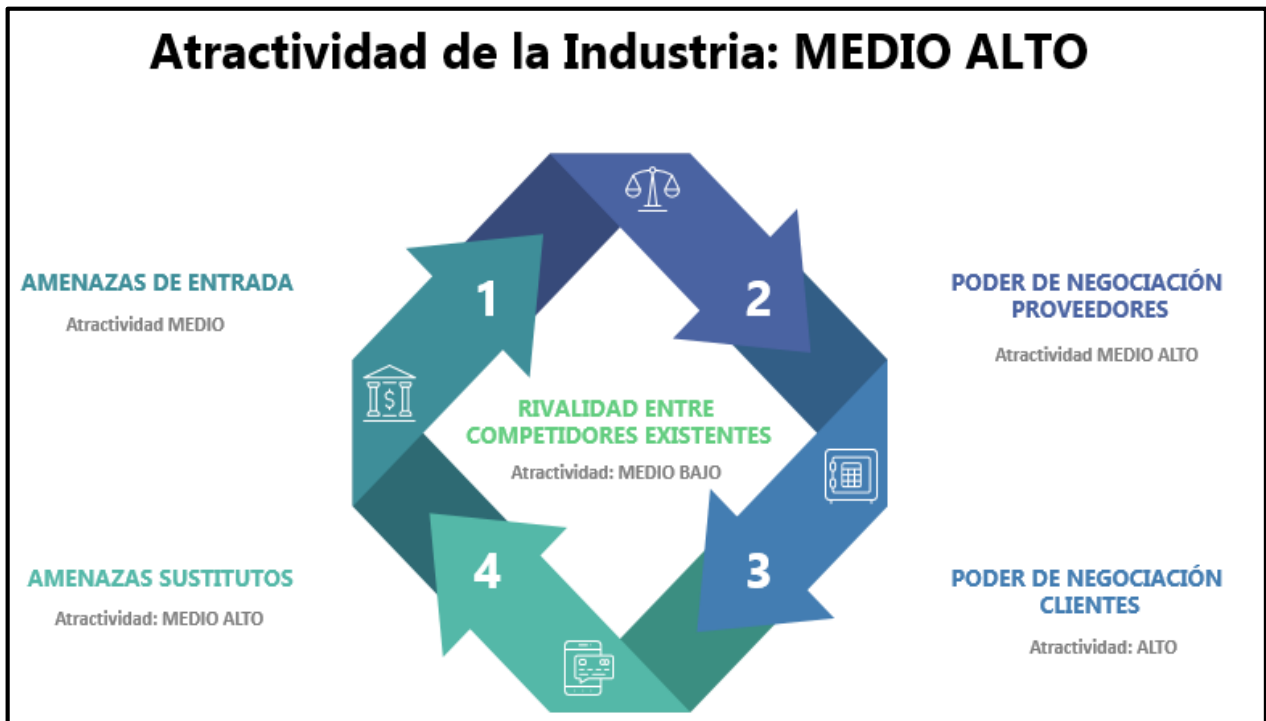 Atractividad de la Industria: MEDIO ALTO
1
AMENAZAS DE ENTRADA
Atractividad MEDIO
2
PODER DE NEGOCIACIÓN
PROVEEDORES
Atractividad MEDIO ALTO
RIVALIDAD ENTRE
COMPETIDORES EXISTENTES
Atractividad: MEDIO BAJO
3
PODER DE NEGOCIACIÓN
CLIENTES
Atractividad: ALTO
4
AMENAZAS SUSTITUTOS
Atractividad: MEDIO ALTO
$